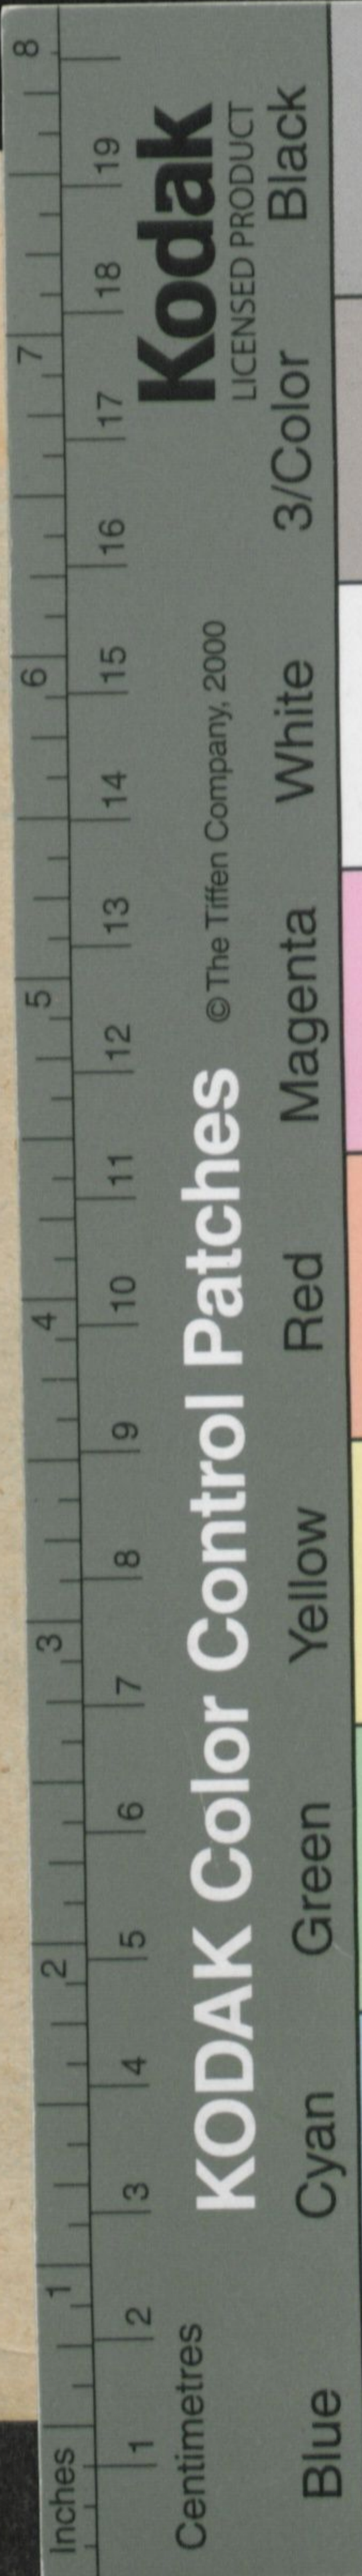 Inches 1 2 3 4 5 6 7 8
1 2 3 4 5 6 7 8 9 10 11 12 13 14 15 16 17 18 19
Centimetres
KODAK Color Control Patches © The Tiffen Company, 2000
Kodak
LICENSED PRODUCT
Blue Cyan Green Yellow Red Magenta White 3/Color Black